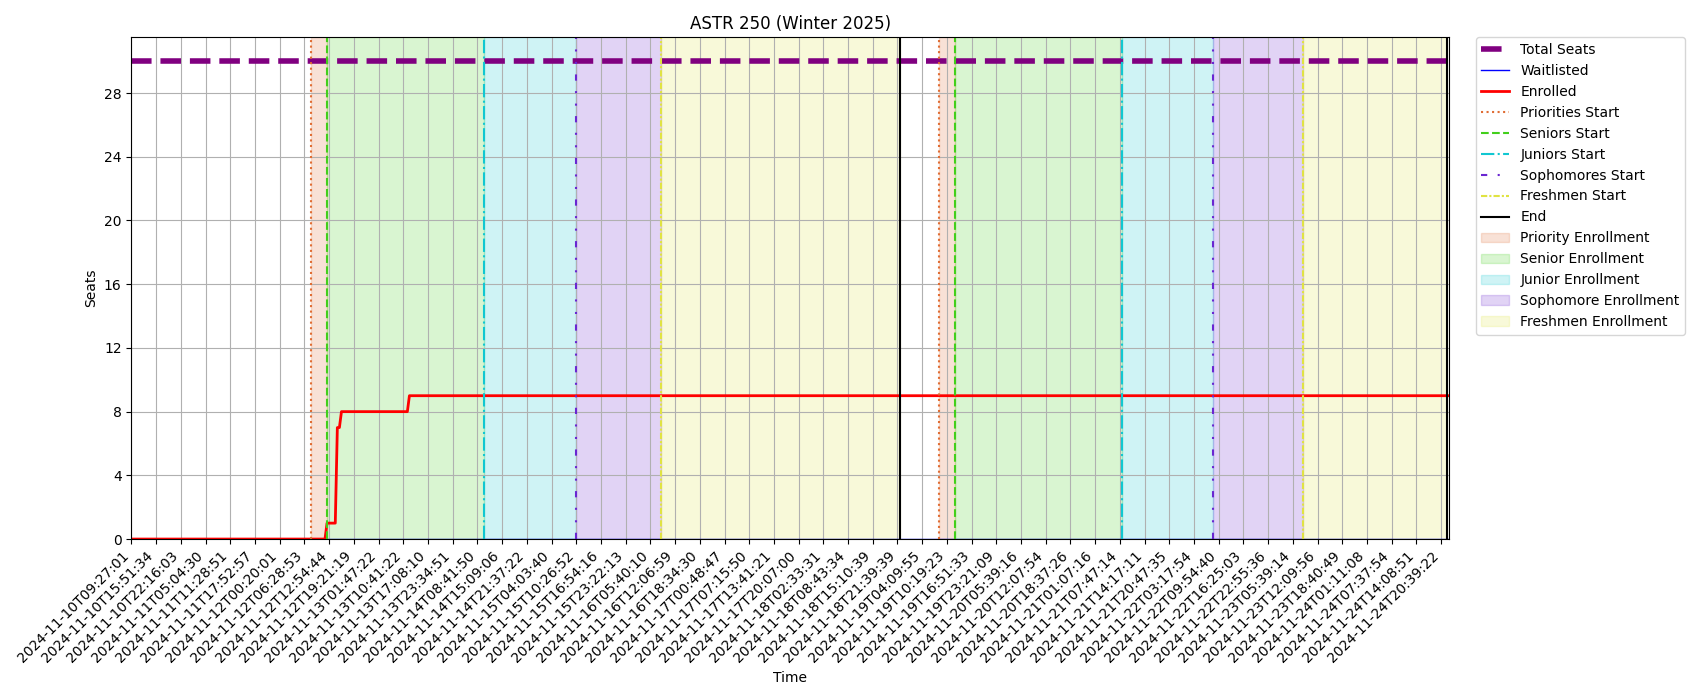 ASTR 250 (Winter 2025)
Seats
28
24
20
16
12
8
4
0
2024-11-10T09:27:01
2024-11-10T15:51:34
2024-11-10T22:16:03
2024-11-11T05:04:30
2024-11-11T11:28:51
2024-11-11T17:52:57
2024-11-12T00:20:01
2024-11-12T06:28:53
2024-11-12T12:54:44
2024-11-12T19:21:19
2024-11-13T01:47:22
2024-11-13T10:41:22
2024-11-13T17:08:10
2024-11-13T23:34:51
2024-11-14T08:41:50
2024-11-14T15:09:06
2024-11-14T21:37:22
2024-11-15T04:03:40
2024-11-15T10:26:52
2024-11-15T16:54:16
2024-11-15T23:22:13
2024-11-16T05:40:10
2024-11-16T12:06:59
2024-11-16T18:34:30
2024-11-17T00:48:47
2024-11-17T07:15:50
2024-11-17T13:41:21
2024-11-17T20:07:00
2024-11-18T02:33:31
2024-11-18T08:43:34
2024-11-18T15:10:39
2024-11-18T21:39:39
2024-11-19T04:09:55
2024-11-19T10:19:23
2024-11-19T16:51:33
2024-11-19T23:21:09
2024-11-20T05:39:16
2024-11-20T12:07:54
2024-11-20T18:37:26
2024-11-21T01:07:16
2024-11-21T07:47:14
2024-11-21T14:17:11
2024-11-21T20:47:35
2024-11-22T03:17:54
2024-11-22T09:54:40
2024-11-22T16:25:03
2024-11-22T22:55:36
2024-11-23T05:39:14
2024-11-23T12:09:56
2024-11-23T18:40:49
2024-11-24T01:11:08
2024-11-24T07:37:54
2024-11-24T14:08:51
2024-11-24T20:39:22
Time
Total Seats
Waitlisted
Enrolled
Priorities Start
Seniors Start
Juniors Start
Sophomores Start
Freshmen Start
End
Priority Enrollment
Senior Enrollment
Junior Enrollment
Sophomore Enrollment
Freshmen Enrollment